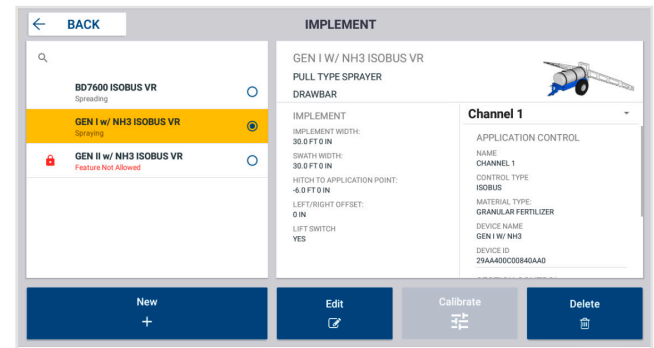 BACK
IMPLEMENT
BD7600 ISOBUS VR
Spreading
GEN I w/ NH3 ISOBUS VR
Spraying
GEN II w/ NH3 ISOBUS VR
Feature Not Allowed
GEN I W/ NH3 ISOBUS VR
PULL TYPE SPRAYER
DRAWBAR
IMPLEMENT
IMPLEMENT WIDTH:
30.0 FT 0 IN
SWATH WIDTH:
30.0 FT 0 IN
HITCH TO APPLICATION POINT:
-6.0 FT 0 IN
LEFT/RIGHT OFFSET:
0 IN
LIFT SWITCH
YES
Channel 1
APPLICATION CONTROL
NAME
CHANNEL 1
CONTROL TYPE
ISOBUS
MATERIAL TYPE:
GRANULAR FERTILIZER
DEVICE NAME
GEN I W/ NH3
DEVICE ID
29AA400C00840AA0
New
Edit
Calibrate
Delete